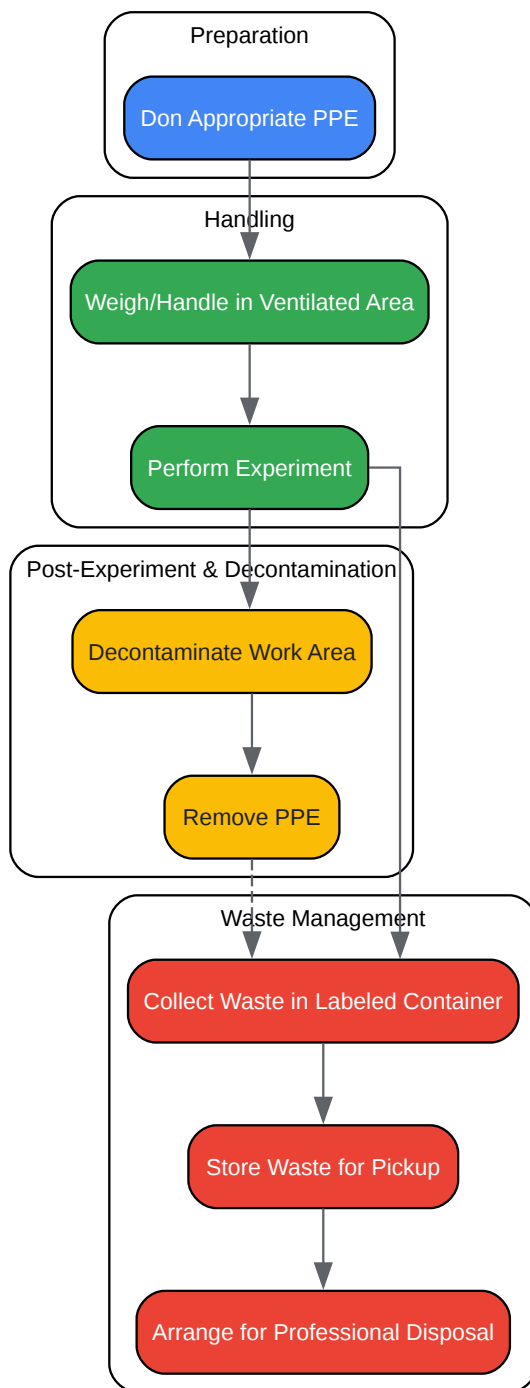 Preparation
Don Appropriate PPE
Handling
Weigh/Handle in Ventilated Area
Perform Experiment
Post-Experiment & Decontamination
Decontaminate Work Area
Remove PPE
Waste Management
Collect Waste in Labeled Container
Store Waste for Pickup
Arrange for Professional Disposal